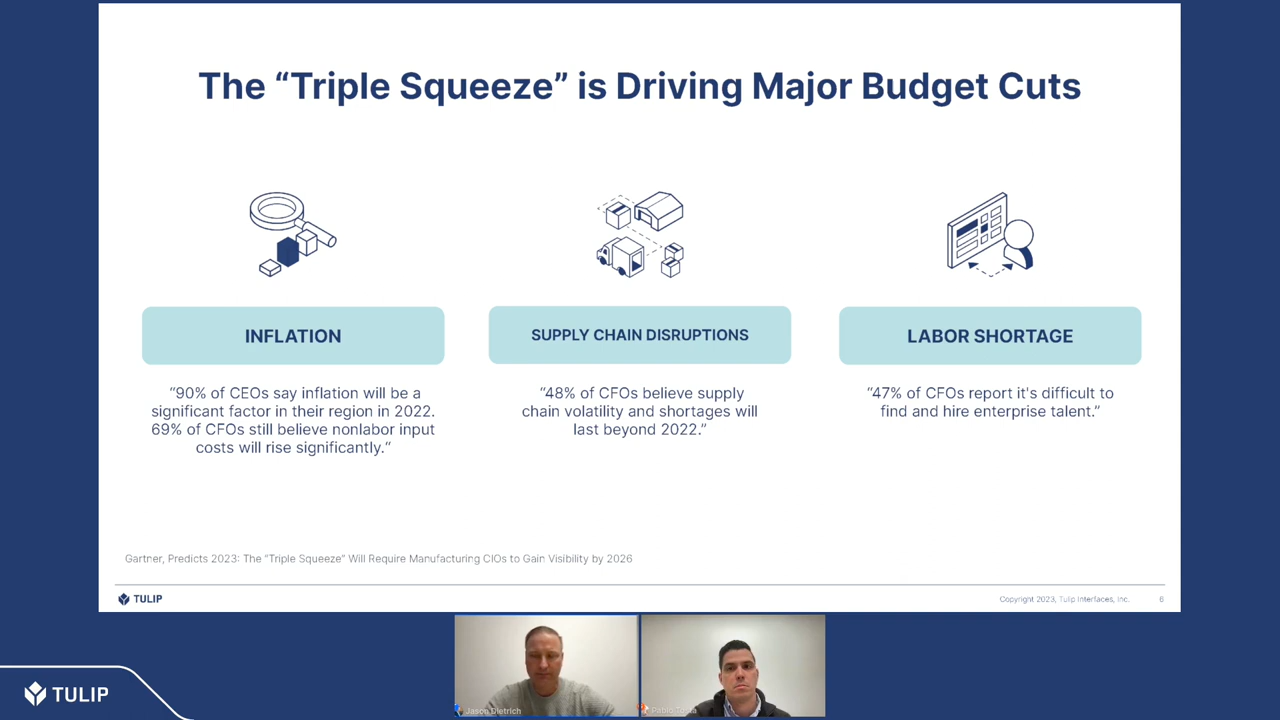 The “Triple Squeeze” is Driving Major Budget Cuts
INFLATION
“90% of CEOs say inflation will be a
significant factor in their region in 2022.
69% of CFOs still believe nonlabor input
costs will rise significantly.“
SUPPLY CHAIN DISRUPTIONS
“48% of CFOs believe supply
chain volatility and shortages will
last beyond 2022.”
LABOR SHORTAGE
“47% of CFOs report it's difficult to
find and hire enterprise talent.”
Gartner, Predicts 2023: The “Triple Squeeze” Will Require Manufacturing CIOs to Gain Visibility by 2026
TULIP
Copyright 2023, Tulip Interfaces, Inc.
6
Jason Dietrich
Pablo
TULIP